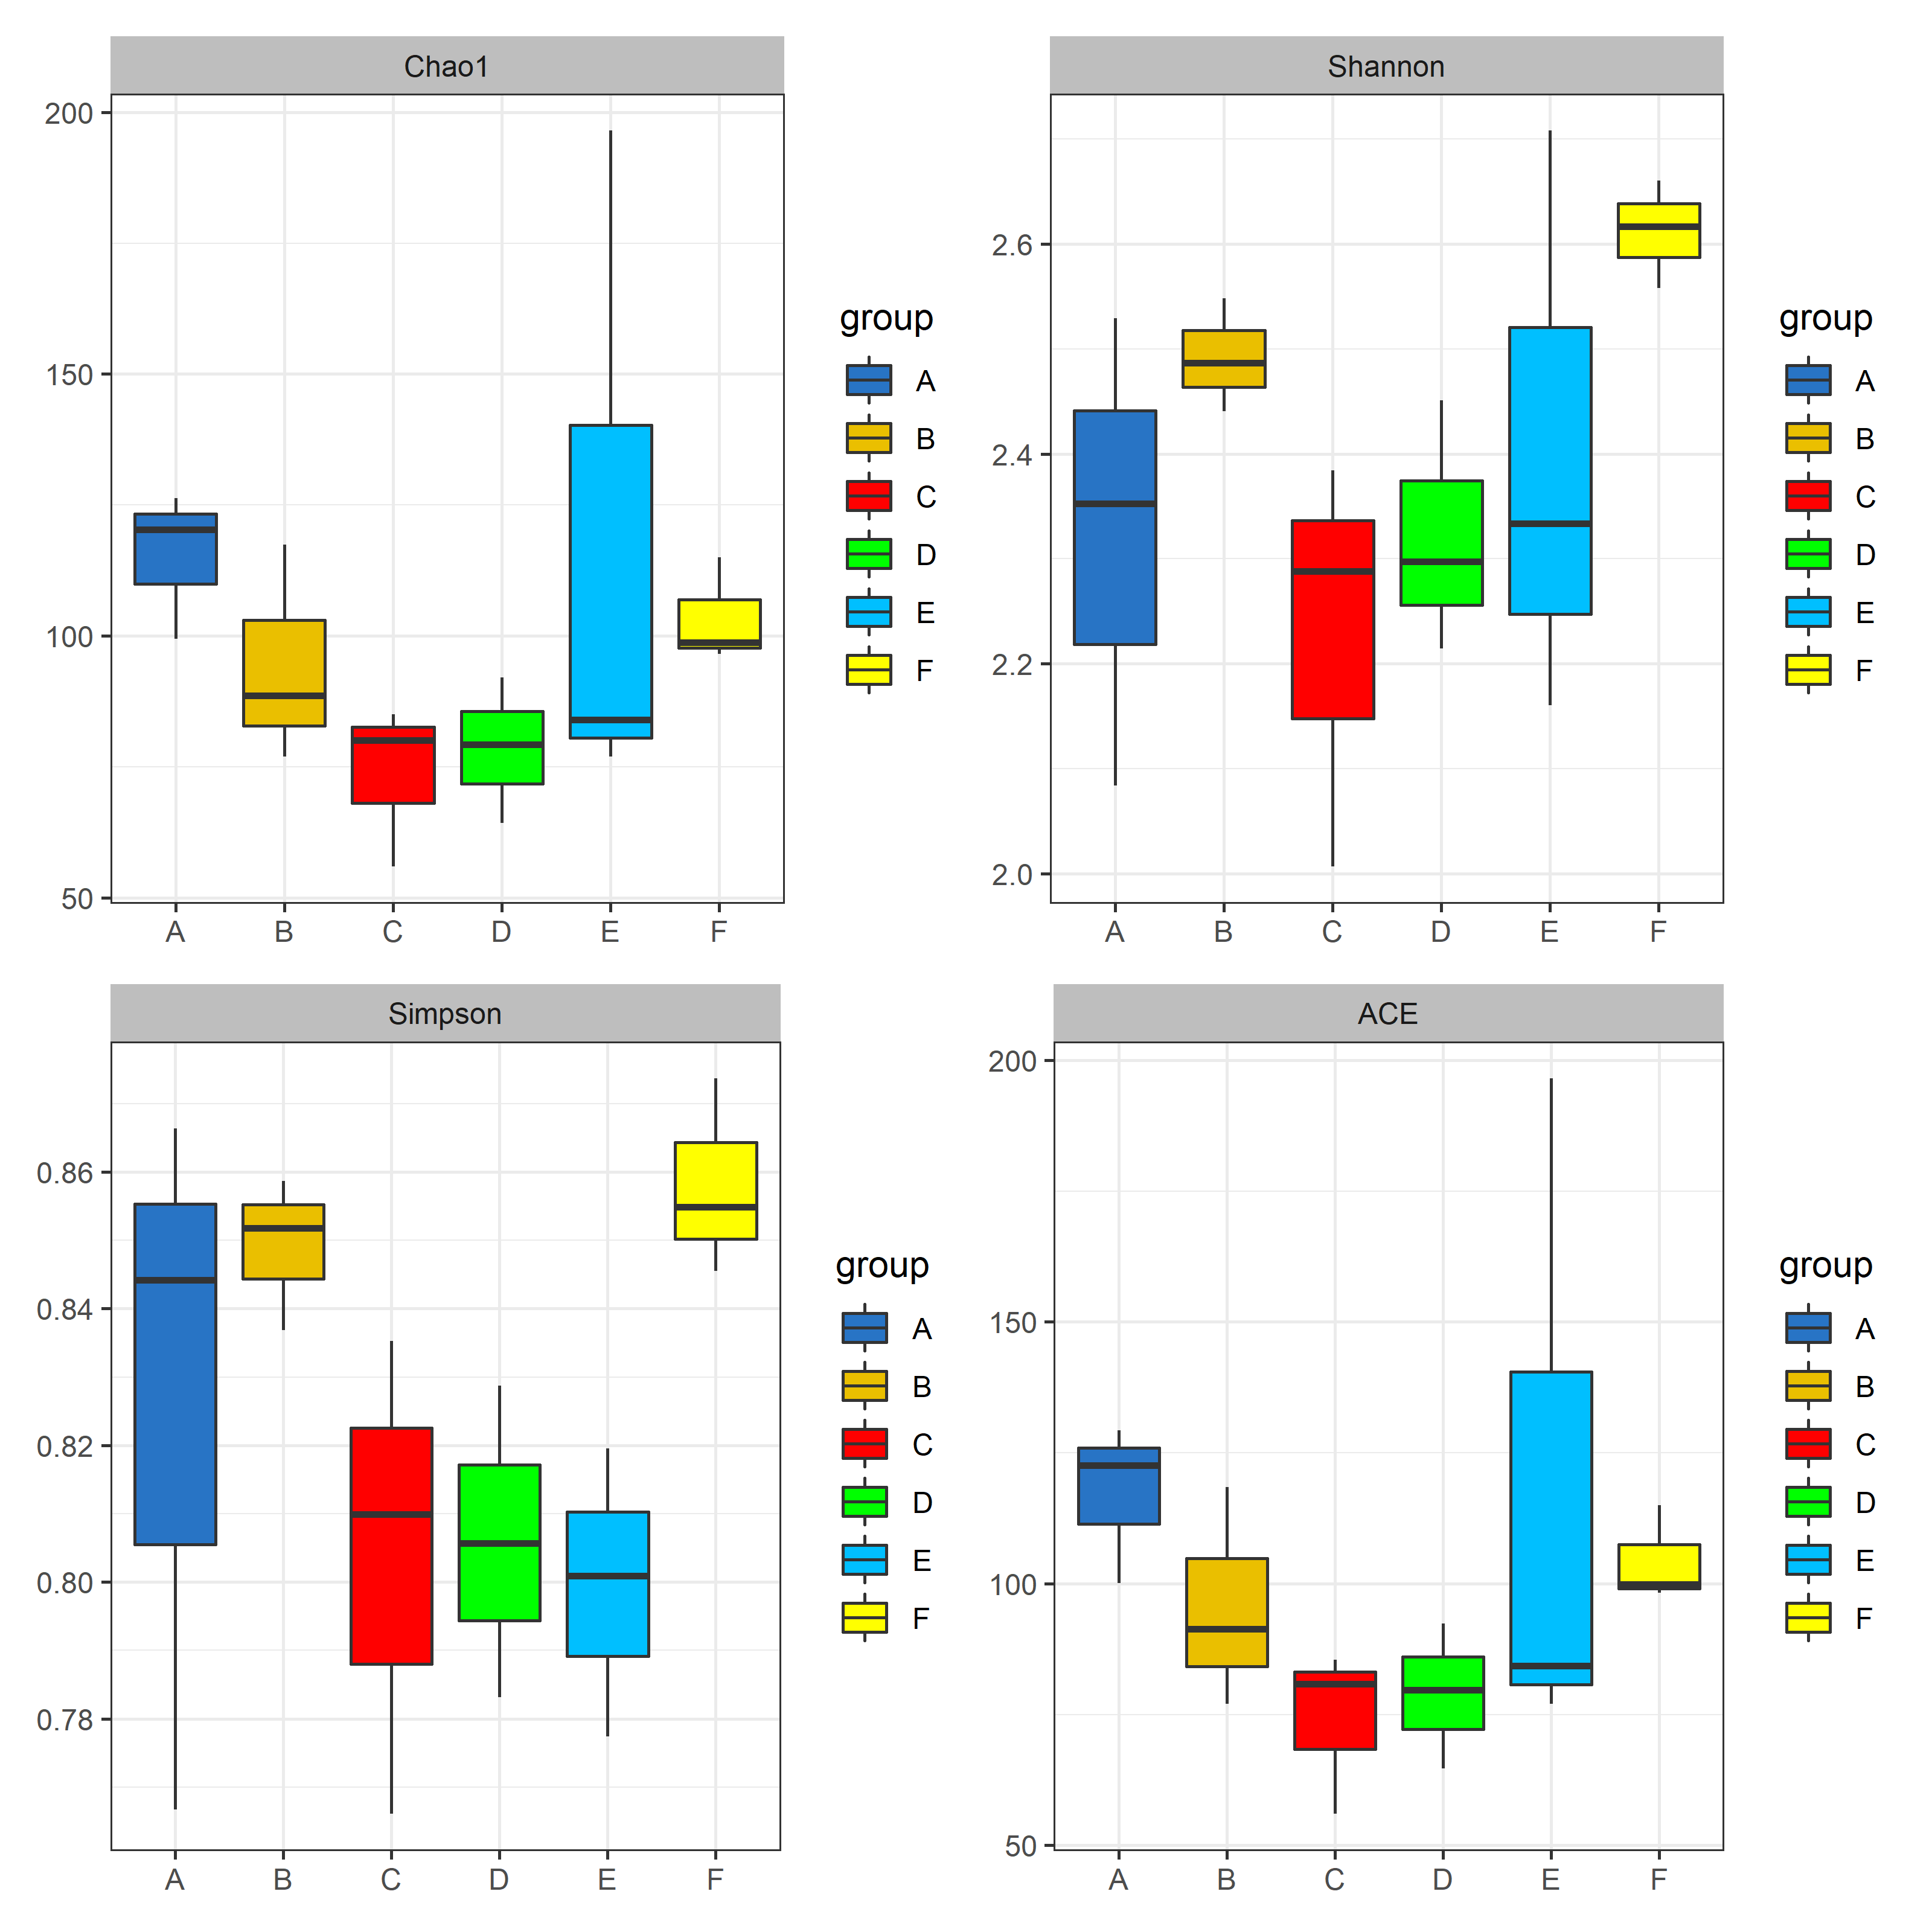 Chao1
200
150
100
50
A B C D E F
group
A
B
C
D
E
F
Shannon
2.6
2.4
2.2
2.0
A B C D E F
group
A
B
C
D
E
F
Simpson
0.86
0.84
0.82
0.80
0.78
A B C D E F
group
A
B
C
D
E
F
ACE
200
150
100
50
A B C D E F
group
A
B
C
D
E
F